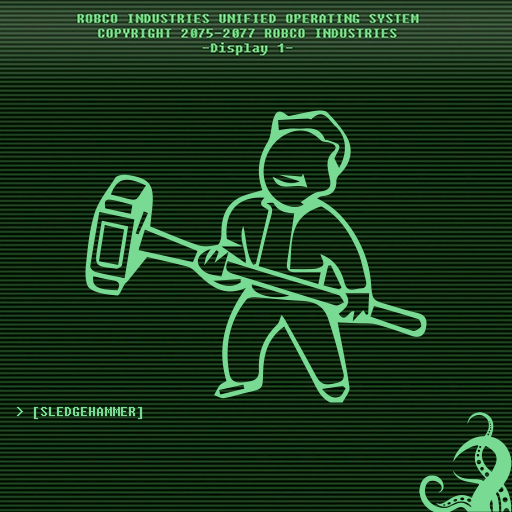 ROBCO INDUSTRIES UNIFIED OPERATING SYSTEM
COPYRIGHT 2075-2077 ROBCO INDUSTRIES
-Display 1-
> [SLEDGEHAMMER]